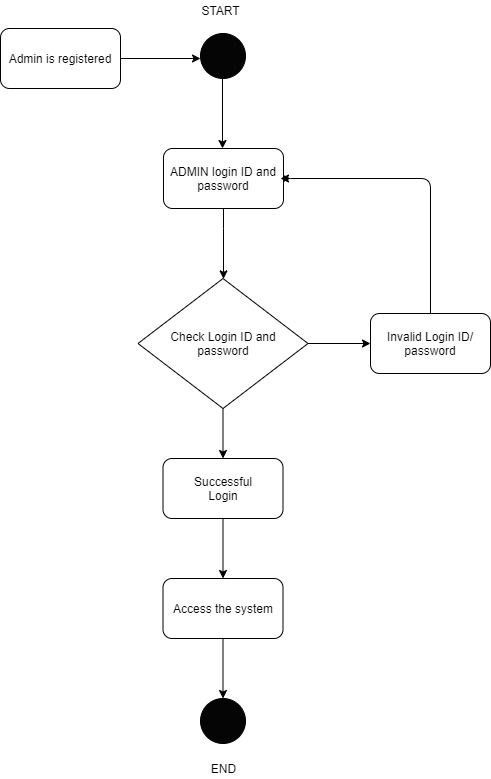 START
Admin is registered
ADMIN login ID and
password
Check Login ID and
password
Invalid Login ID/
password
Successful
Login
Access the system
END